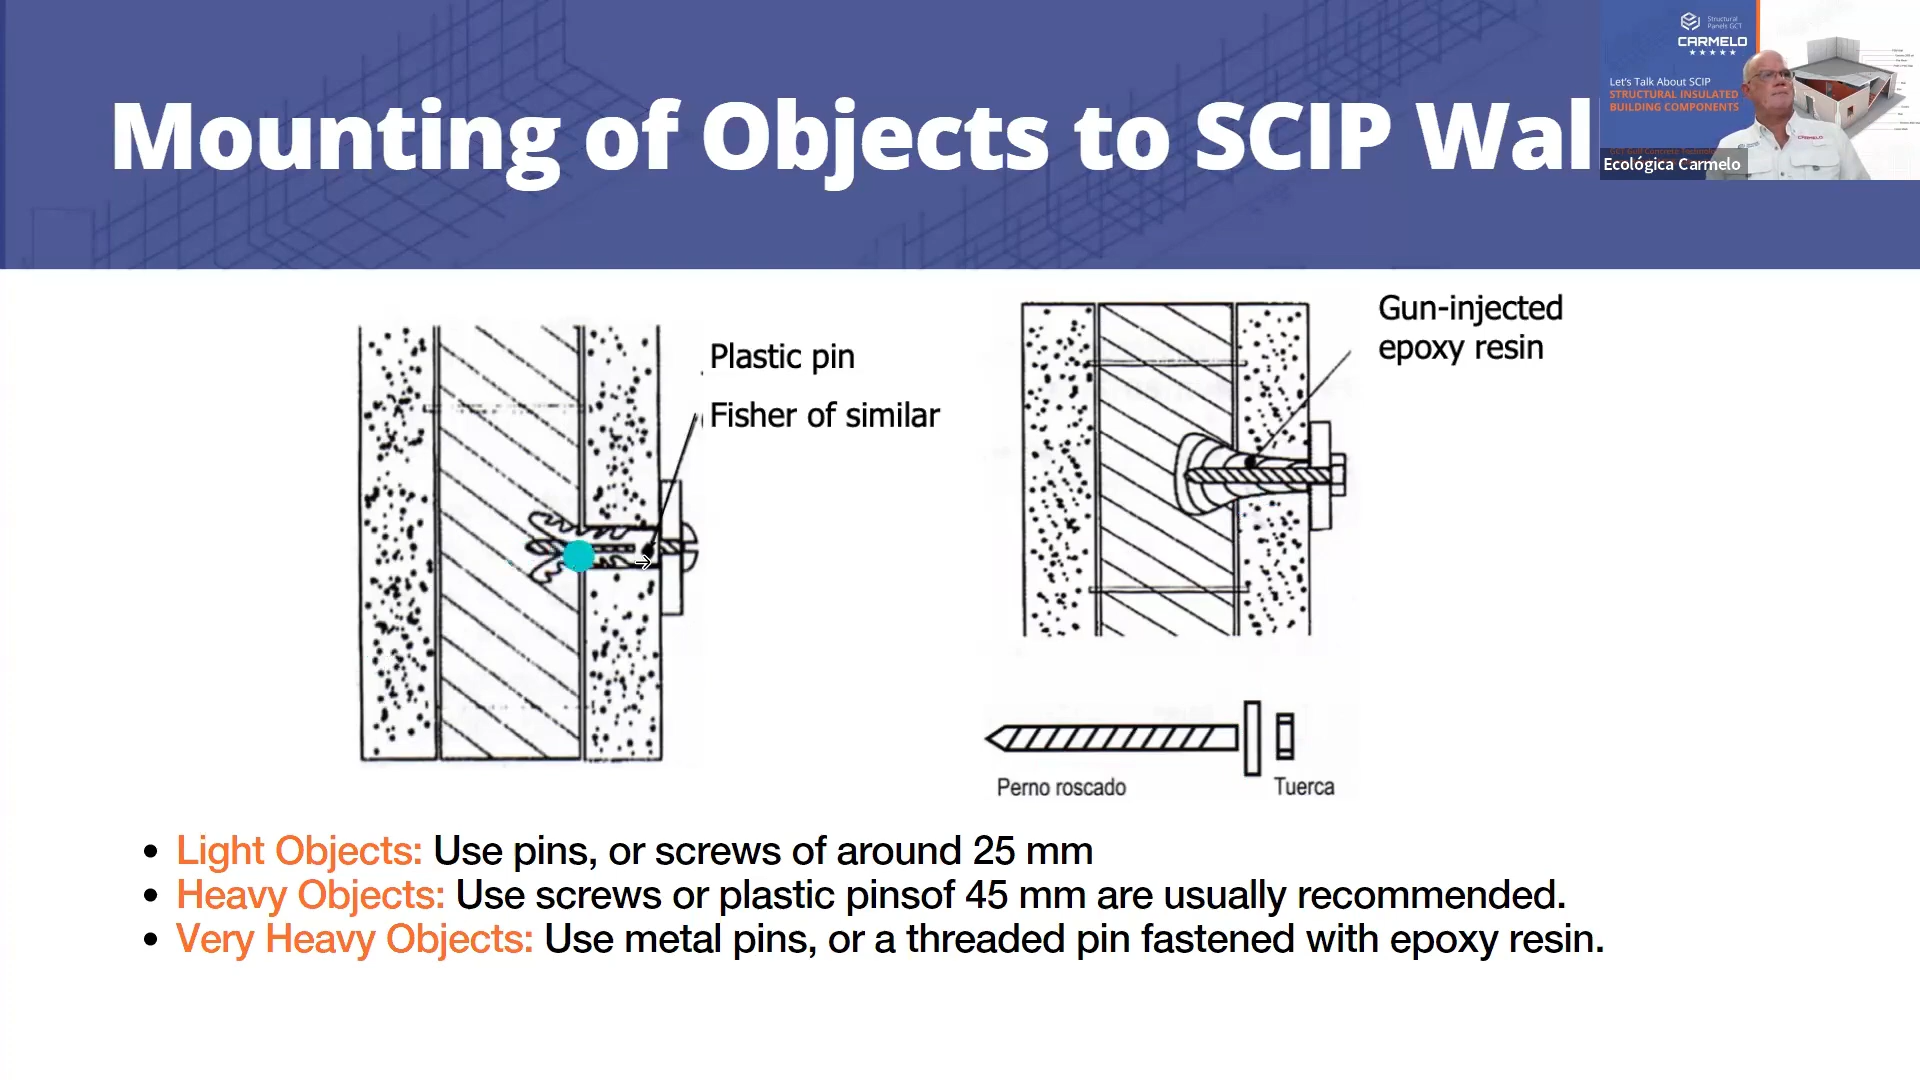 Mounting of Objects to SCIP Wal
Structural
Panels GCT
CARMELO
Let's Talk About SCIP
STRUCTURAL INSULATED
BUILDING COMPONENTS
Ecológica Carmelo
Plastic pin
Fisher of similar
Gun-injected
epoxy resin
Perno roscado
Tuerca
• Light Objects: Use pins, or screws of around 25 mm
• Heavy Objects: Use screws or plastic pinsof 45 mm are usually recommended.
• Very Heavy Objects: Use metal pins, or a threaded pin fastened with epoxy resin.